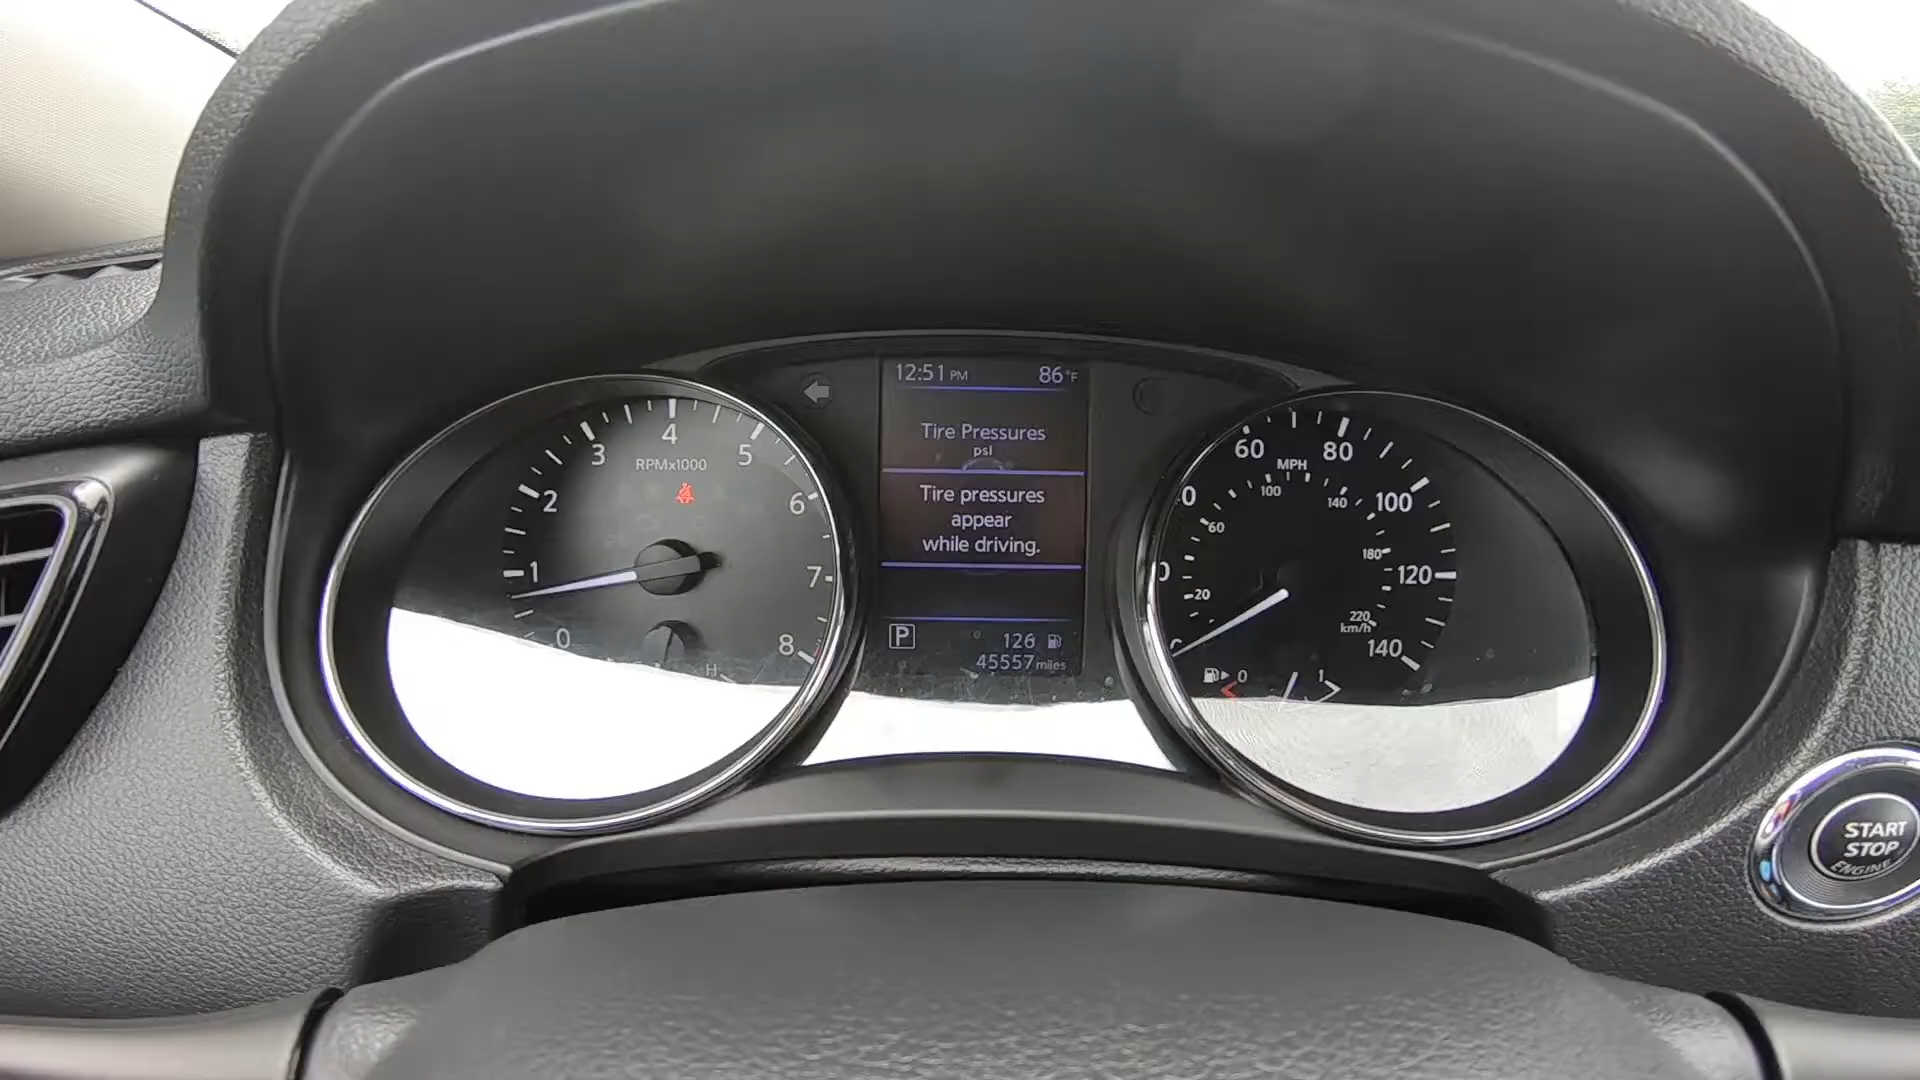 12:51 PM 86°F
Tire Pressures
psi
Tire pressures
appear
while driving.
P 126
45557 miles
0 1 2 3 4 5 6 7 8
RPMx1000
H
60 80 100 120 140
MPH
20 60 100 140 180 220
km/h
0 1
START
STOP
ENGINE